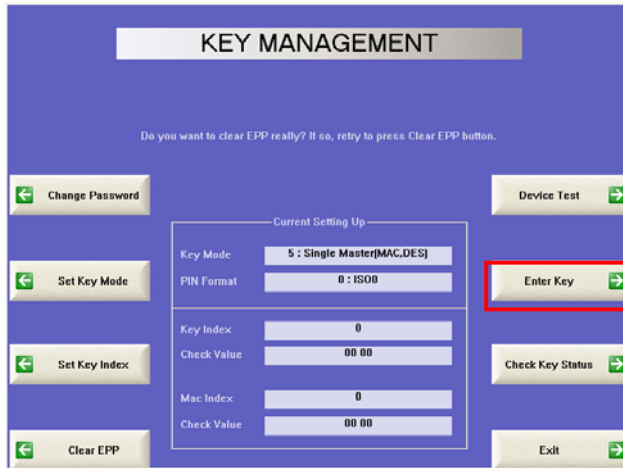 KEY MANAGEMENT
Do you want to clear EPP really? If so, retry to press Clear EPP button.
Change Password
Device Test
Current Setting Up
Key Mode 5 : Single Master(MAC,DES)
PIN Format 0 : ISO0
Set Key Mode
Enter Key
Key Index 0
Check Value 00 00
Set Key Index
Check Key Status
Mac Index 0
Check Value 00 00
Clear EPP
Exit